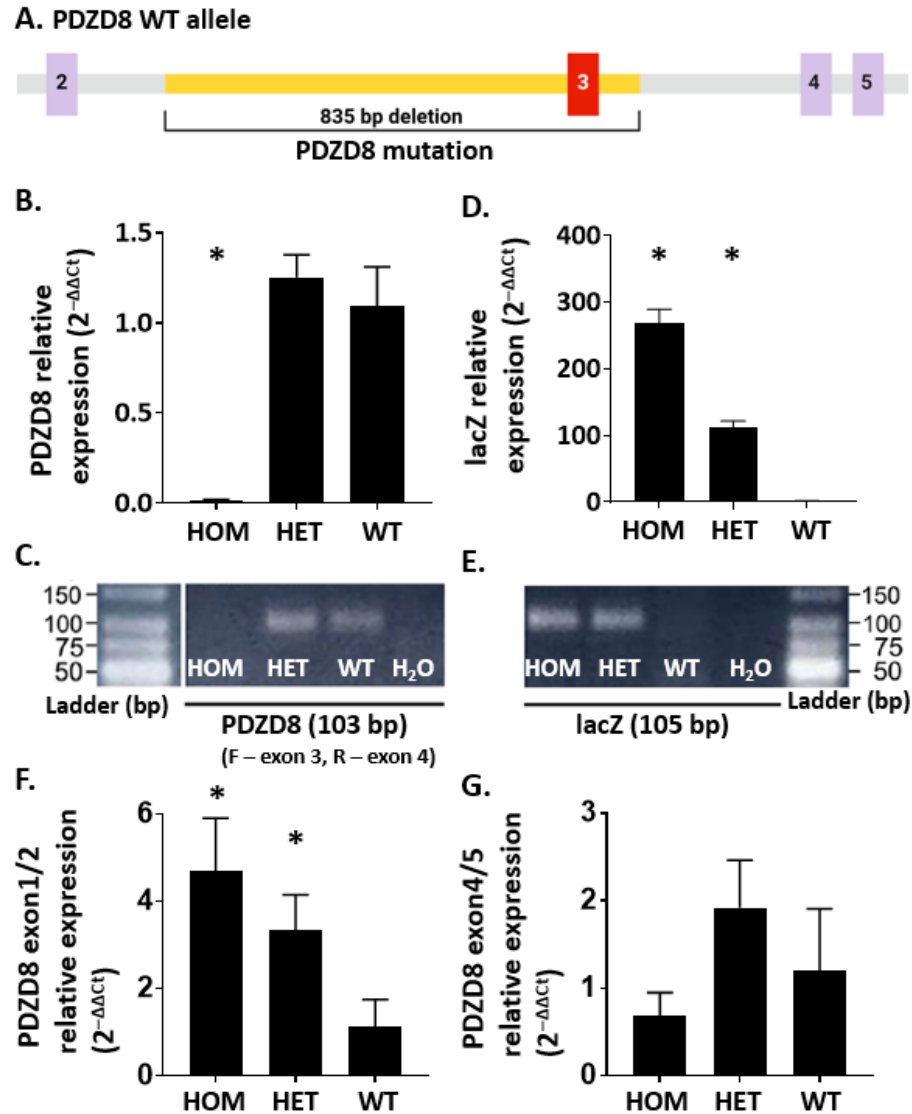 A. PDZD8 WT allele
2
3
4
5
835 bp deletion
PDZD8 mutation
B.
PDZD8 relative
expression (2−ΔΔCt)
1.5
1.0
0.5
0.0
*
HOM HET WT
D.
lacZ relative
expression (2−ΔΔCt)
400
300
200
100
0
* *
HOM HET WT
C.
150
100
75
50
HOM HET WT H₂O
Ladder (bp)
PDZD8 (103 bp)
(F – exon 3, R – exon 4)
E.
HOM HET WT H₂O
150
100
75
50
lacZ (105 bp)
Ladder (bp)
F.
PDZD8 exon1/2
relative expression
(2−ΔΔCt)
6
4
2
0
*
*
HOM HET WT
G.
PDZD8 exon4/5
relative expression
(2−ΔΔCt)
3
2
1
0
HOM HET WT